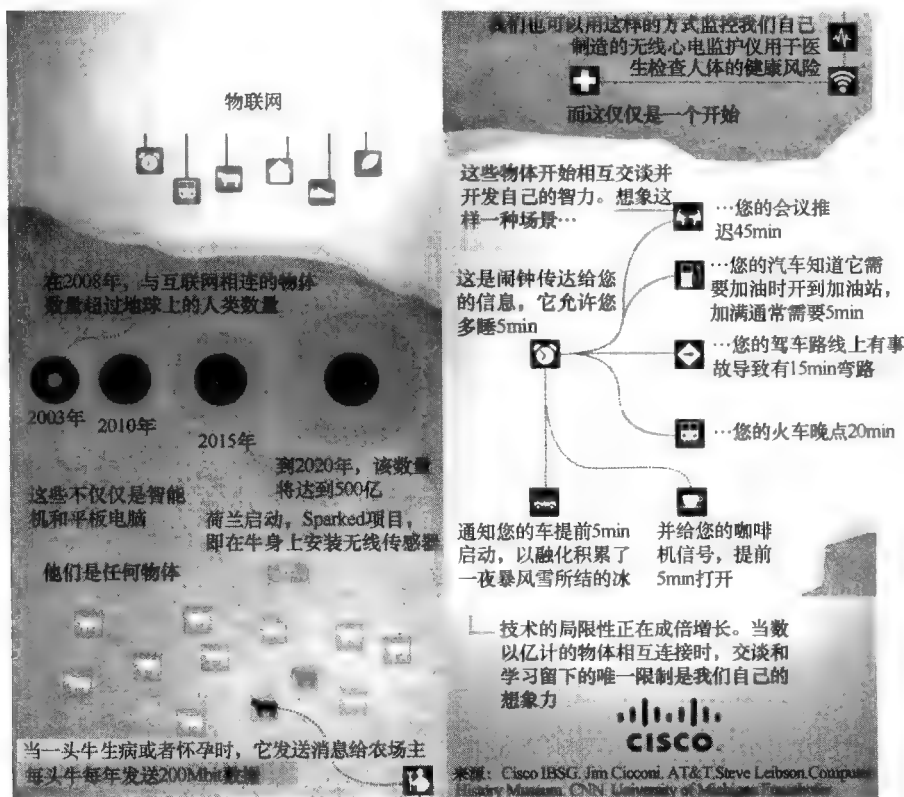 物联网
在2008年，与互联网相连的物体
数量超过地球上的人类数量
2003年
2010年
2015年
到2020年，该数量
将达到500亿
这些不仅仅是智能
机和平板电脑
荷兰启动，Sparked项目，
即在牛身上安装无线传感器
他们是任何物体
当一头牛生病或者怀孕时，它发送消息给农场主
每头牛每年发送200Mbit数据
我们也可以用这样的方式监控我们自己
制造的无线心电监护仪用于医
生检查人体的健康风险
而这仅仅是一个开始
这些物体开始相互交谈并
开发自己的智力。想象这
样一种场景…
…您的会议推
迟45min
这是闹钟传达给您
的信息，它允许您
多睡5min
…您的汽车知道它需
要加油时开到加油站，
加满通常需要5min
…您的驾车路线上有事
故导致有15min弯路
…您的火车晚点20min
通知您的车提前5min
启动，以融化积累了
一夜暴风雪所结的冰
并给您的咖啡
机信号，提前
5min打开
技术的局限性正在成倍增长。当数
以亿计的物体相互连接时，交谈和
学习留下的唯一限制是我们自己的
想象力
CISCO
来源：Cisco IBSG, Jim Cicconi, AT&T,Steve Leibson,Computer
History Museum, CNN, University of Michigan,